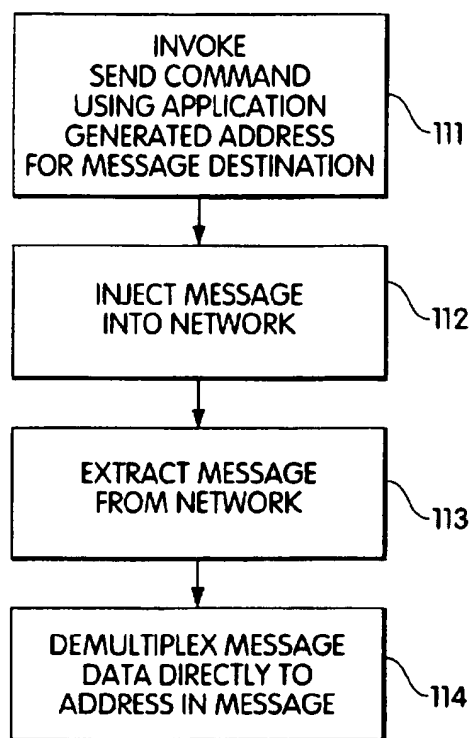 INVOKE
SEND COMMAND
USING APPLICATION
GENERATED ADDRESS
FOR MESSAGE DESTINATION
111
INJECT MESSAGE
INTO NETWORK
112
EXTRACT MESSAGE
FROM NETWORK
113
DEMULTIPLEX MESSAGE
DATA DIRECTLY TO
ADDRESS IN MESSAGE
114